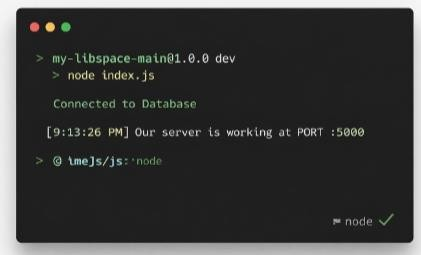 > my-libspace-main@1.0.0 dev
> node index.js
Connected to Database
[9:13:26 PM] Our server is working at PORT :5000
> @ node
node ✓